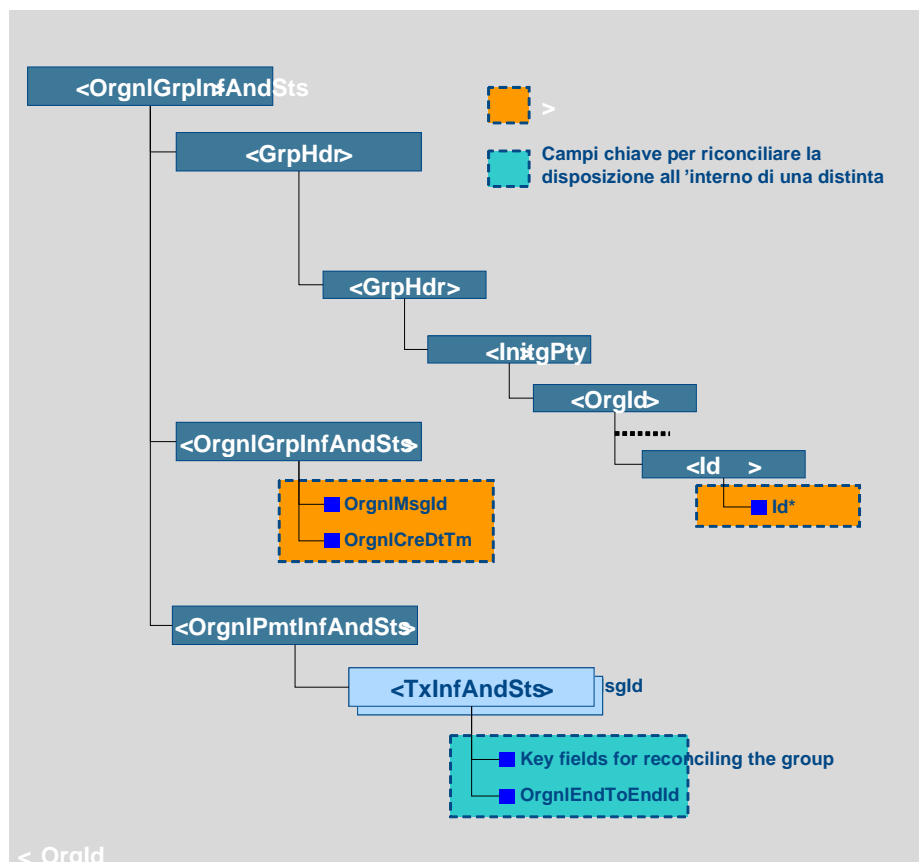 <OrgnlGrpInfAndSts>
>
<GrpHdr>
Campi chiave per riconciliare la
disposizione all 'interno di una distinta
<GrpHdr>
<InitgPty>
<OrgId>
<OrgnlGrpInfAndSts>
<Id >
OrgnlMsgId
Id*
OrgnlCreDtTm
<OrgnlPmtInfAndSts>
<TxInfAndSts>
sgId
Key fields for reconciling the group
OrgnlEndToEndId
< OrgId